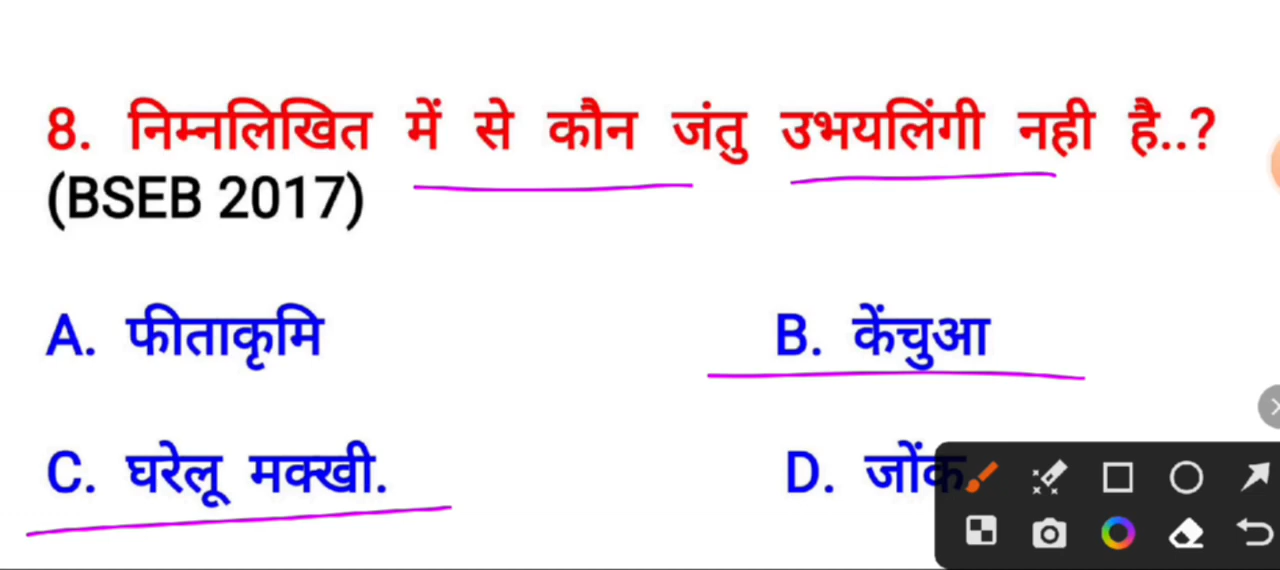 8. निम्नलिखित में से कौन जंतु उभयलिंगी नही है..?
(BSEB 2017)
A. फीताकृमि
B. केंचुआ
C. घरेलू मक्खी.
D. जोंक